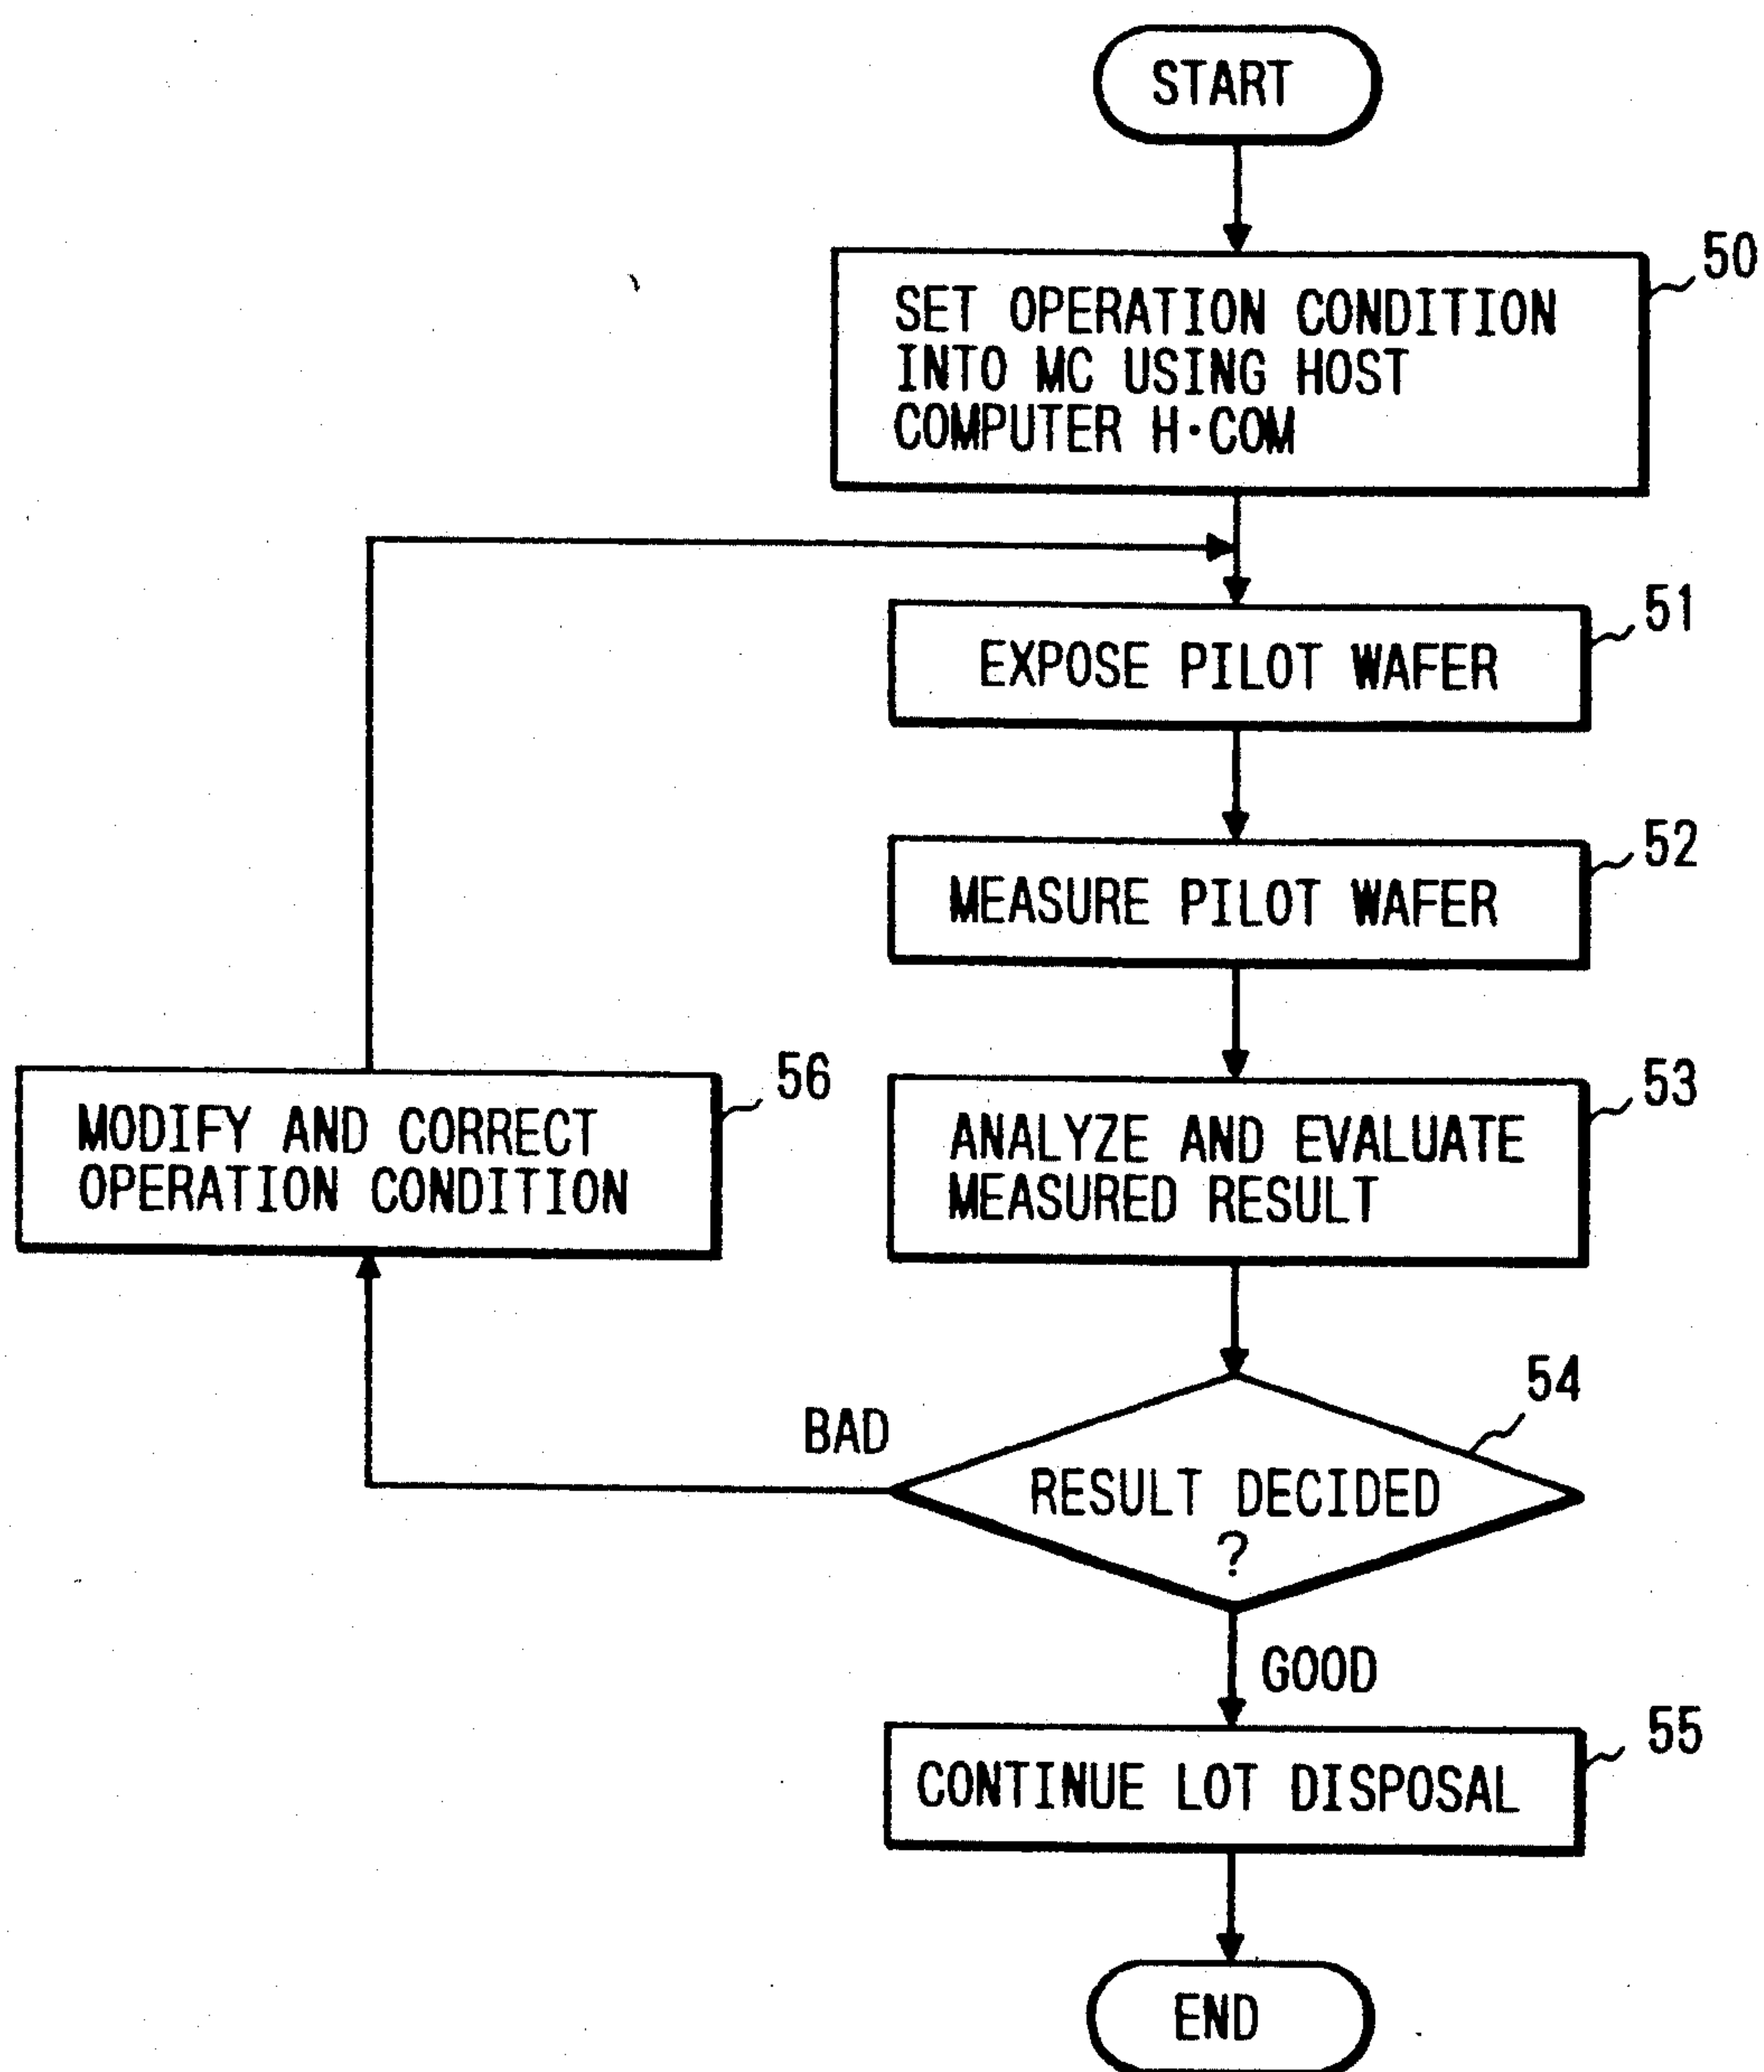 START
50
SET OPERATION CONDITION
INTO MC USING HOST
COMPUTER H·COM
51
EXPOSE PILOT WAFER
52
MEASURE PILOT WAFER
56
MODIFY AND CORRECT
OPERATION CONDITION
53
ANALYZE AND EVALUATE
MEASURED RESULT
54
BAD
RESULT DECIDED
?
GOOD
55
CONTINUE LOT DISPOSAL
END